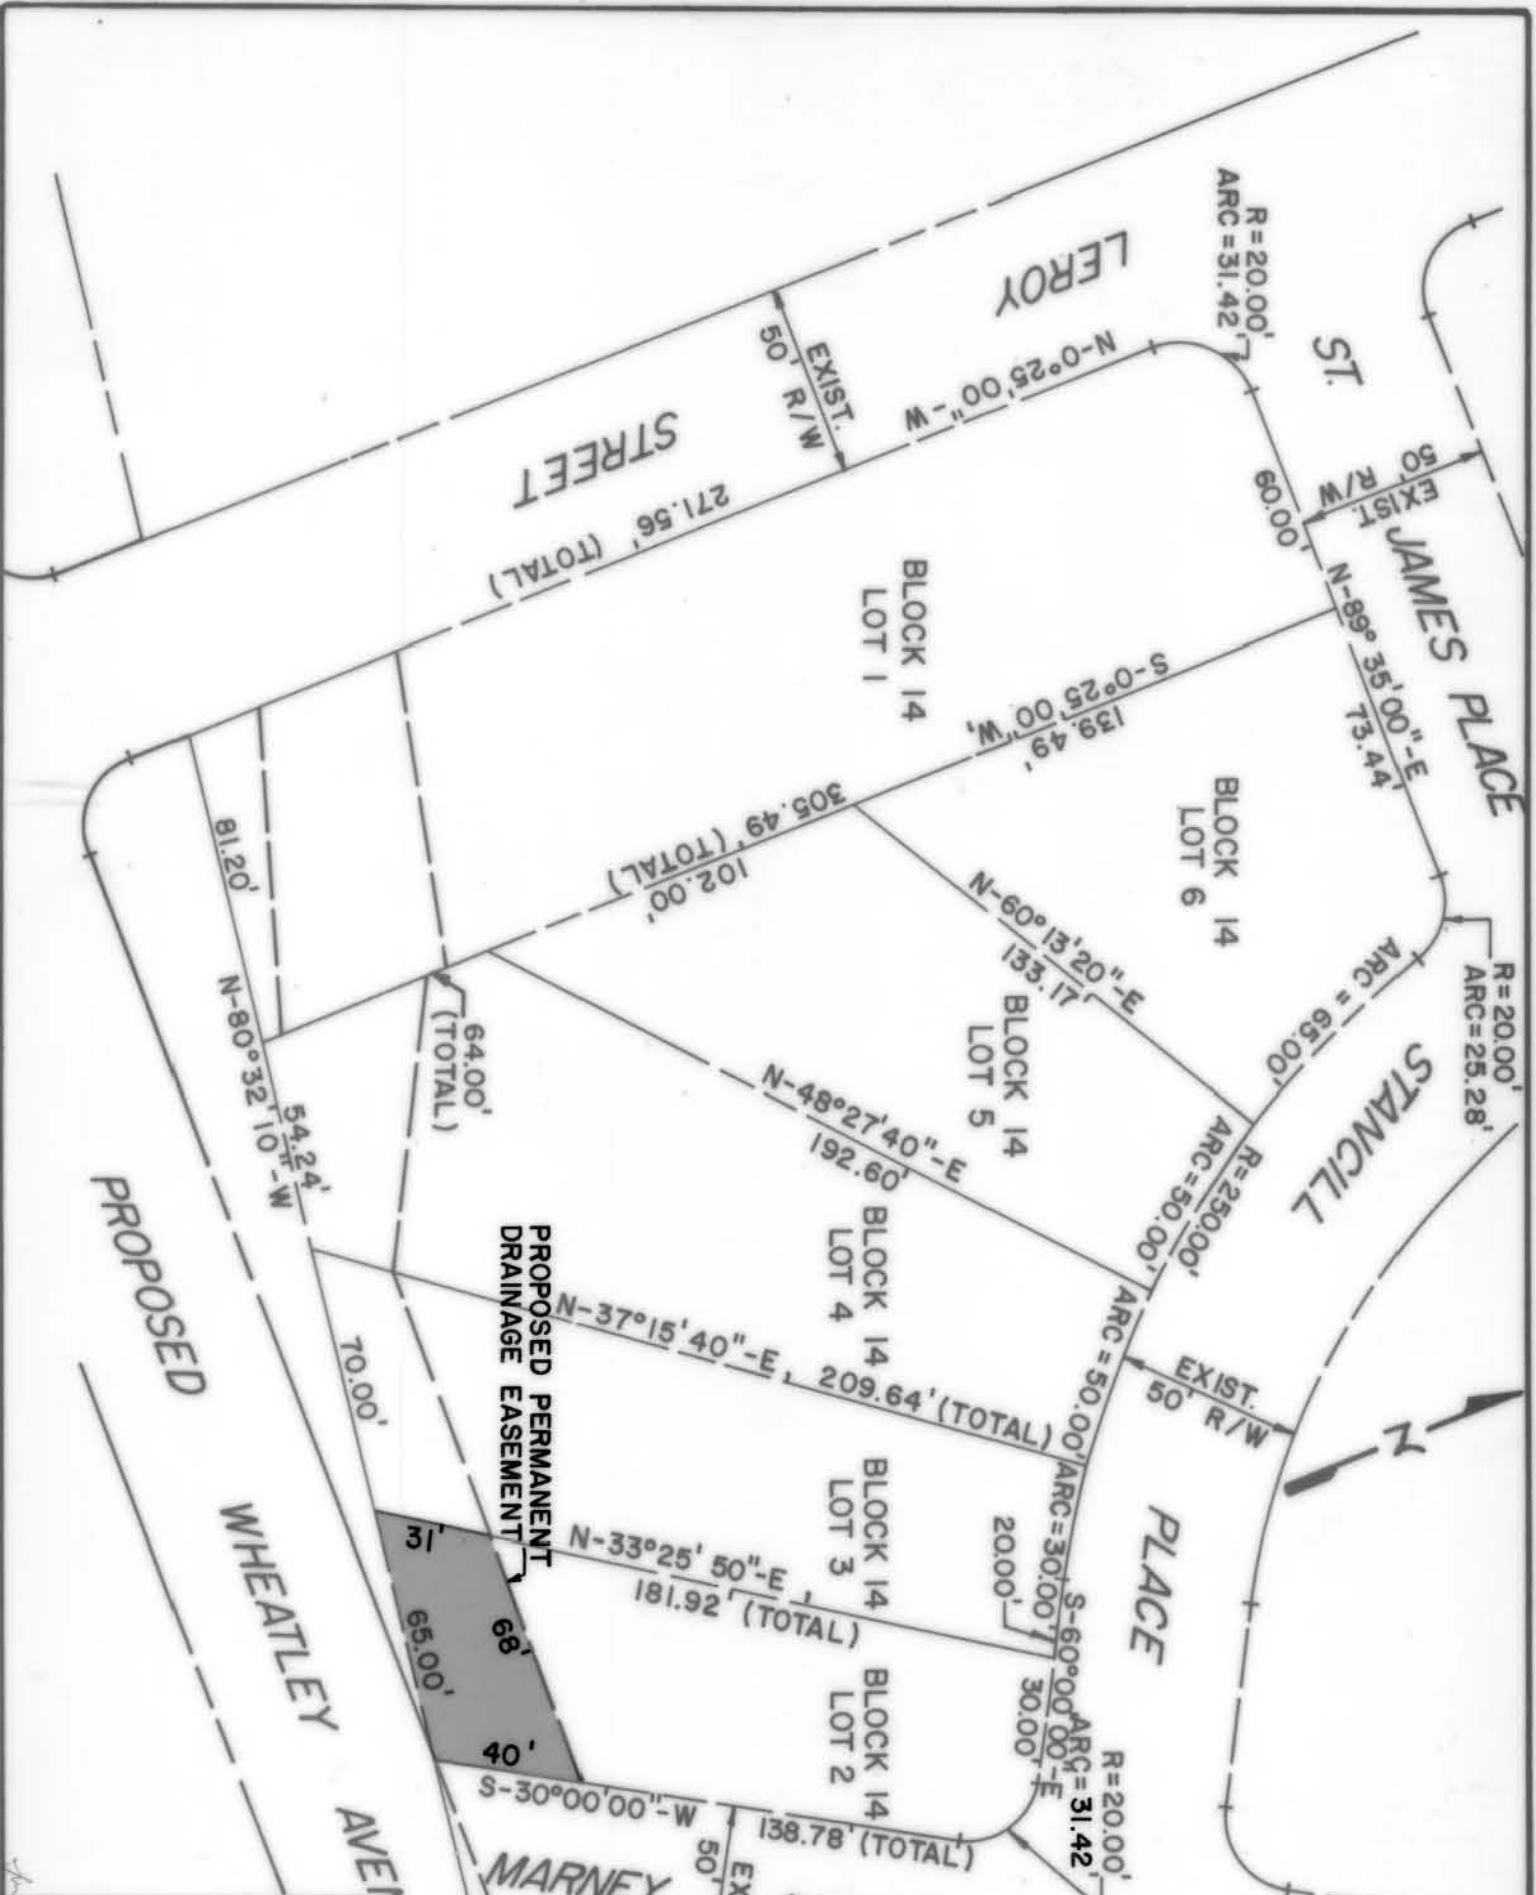 LEROY
STREET
R=20.00'
ARC=31.42'
ST.
JAMES PLACE
EXIST.
50' R/W
N-0°25'00"-W
271.56' (TOTAL)
EXIST.
50' R/W
60.00'
N-89°35'00"-E
73.44'
BLOCK 14
LOT 1
S-0°25'00"W,
139.49'
305.49' (TOTAL)
102.00'
BLOCK 14
LOT 6
R=20.00'
ARC=25.28'
ARC = 65.00'
STANCILL
PLACE
N-60°13'20"-E
133.17'
BLOCK 14
LOT 5
R=250.00'
ARC=50.00'
N-48°27'40"-E
192.60'
81.20'
N-80°32'10"-W
54.24'
64.00'
(TOTAL)
BLOCK 14
LOT 4
ARC = 50.00'
EXIST.
50' R/W
N
N-37°15'40"-E, 209.64' (TOTAL)
PROPOSED PERMANENT
DRAINAGE EASEMENT
70.00'
BLOCK 14
LOT 3
ARC=30.00'
20.00'
S-60°00'00"-E
N-33°25'50"-E,
181.92' (TOTAL)
31'
68'
65.00'
40'
BLOCK 14
LOT 2
30.00'
R=20.00'
ARC=31.42'
S-30°00'00"-W
138.78' (TOTAL)
PROPOSED
WHEATLEY
AVEN
MARNEY
EX
50'